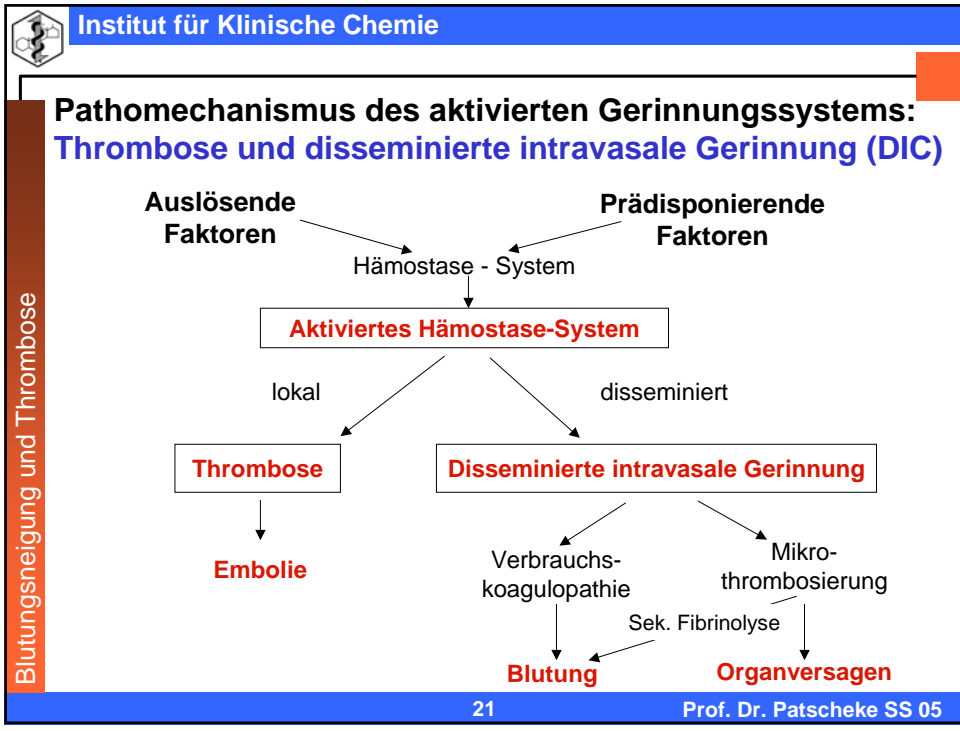 Institut für Klinische Chemie
Pathomechanismus des aktivierten Gerinnungssystems:
Thrombose und disseminierte intravasale Gerinnung (DIC)
Auslösende
Faktoren
Prädisponierende
Faktoren
Hämostase - System
Aktiviertes Hämostase-System
lokal
disseminiert
Thrombose
Disseminierte intravasale Gerinnung
Embolie
Verbrauchs-
koagulopathie
Mikro-
thrombosierung
Sek. Fibrinolyse
Blutung
Organversagen
Blutungsneigung und Thrombose
21
Prof. Dr. Patscheke SS 05